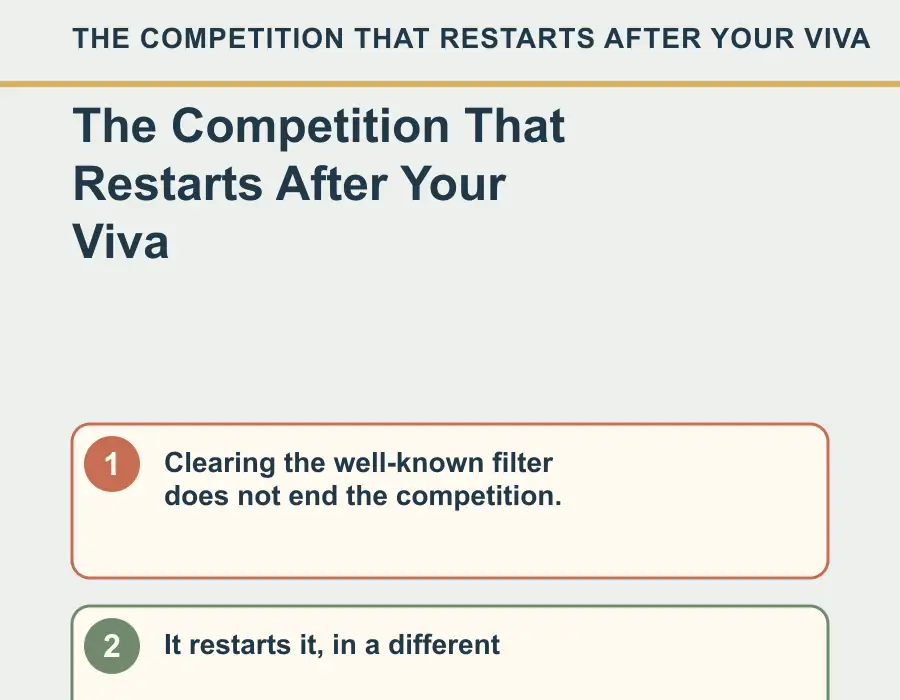 THE COMPETITION THAT RESTARTS AFTER YOUR VIVA
The Competition That
Restarts After Your
Viva
1
Clearing the well-known filter
does not end the competition.
2
It restarts it, in a different